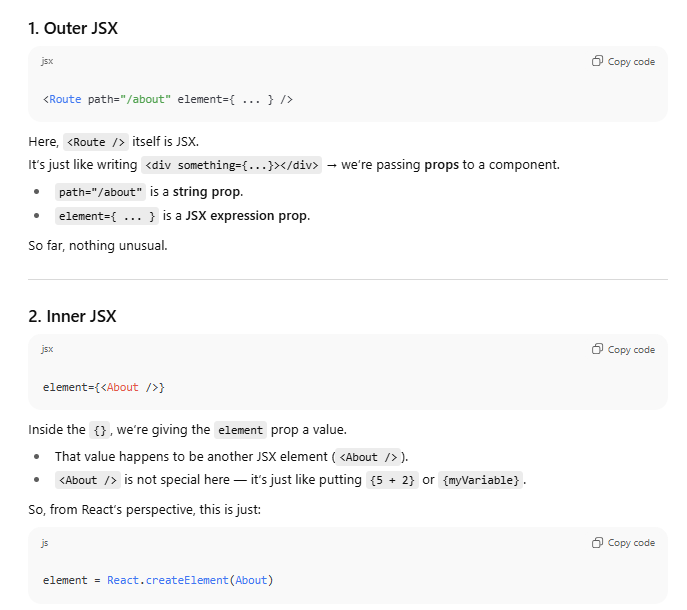 1. Outer JSX
jsx
Copy code
<Route path="/about" element={ ... } />
Here, <Route /> itself is JSX.
It's just like writing <div something={...}></div> → we're passing props to a component.
• path="/about" is a string prop.
• element={ ... } is a JSX expression prop.
So far, nothing unusual.
2. Inner JSX
jsx
Copy code
element={<About />}
Inside the {}, we're giving the element prop a value.
• That value happens to be another JSX element (<About />).
• <About /> is not special here — it's just like putting {5 + 2} or {myVariable}.
So, from React's perspective, this is just:
js
Copy code
element = React.createElement(About)